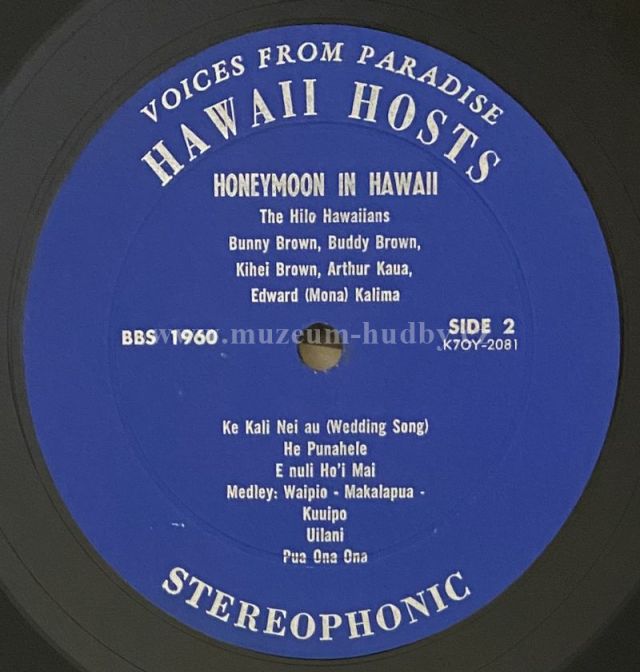 VOICES FROM PARADISE
HAWAII HOSTS
HONEYMOON IN HAWAII
The Hilo Hawaiians
Bunny Brown, Buddy Brown,
Kihei Brown, Arthur Kaua,
Edward (Mona) Kalima
BBS 1960
www.muzeum-hudby.cz
SIDE 2
K7OY-2081
Ke Kali Nei au (Wedding Song)
He Punahele
E nuli Ho'i Mai
Medley: Waipio - Makalapua -
Kuuipo
Uilani
Pua Ona Ona
STEREOPHONIC